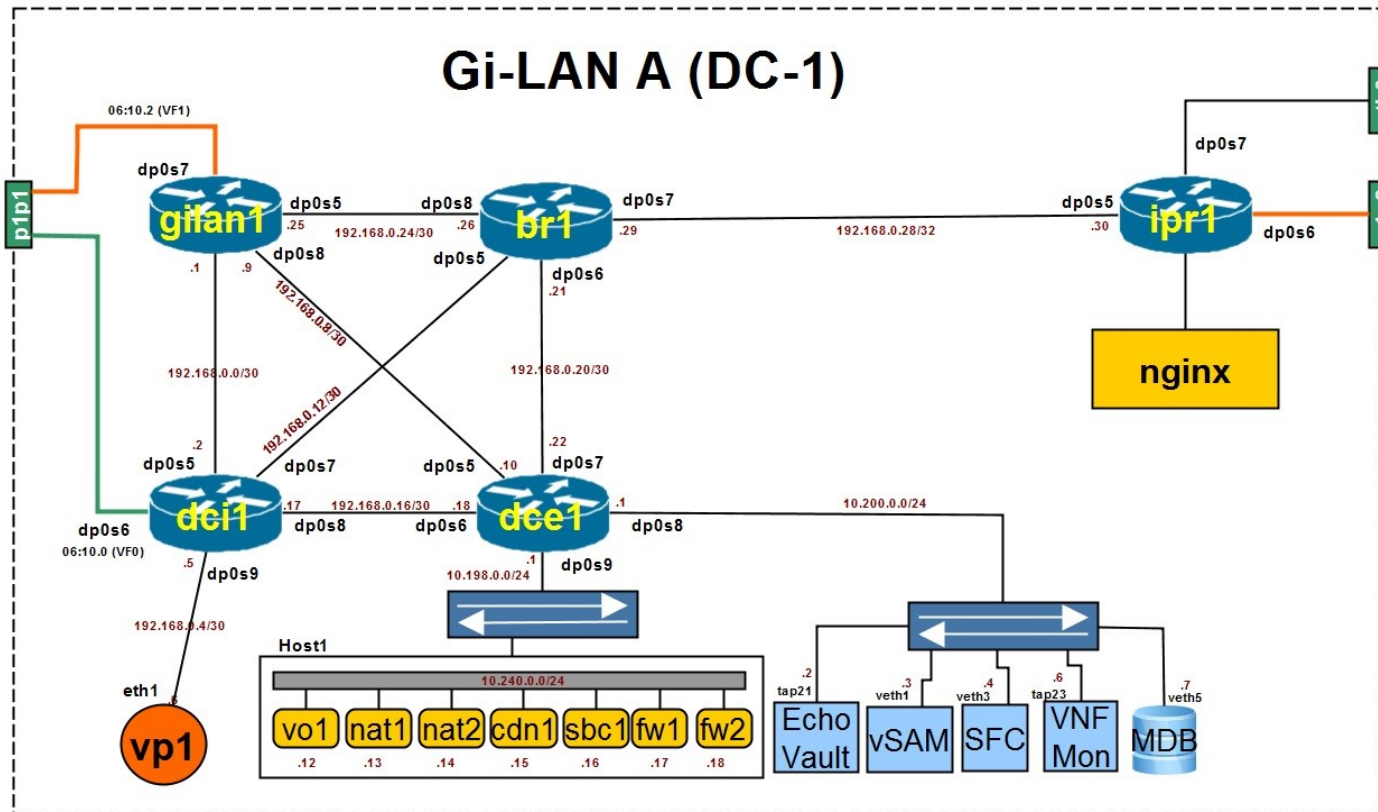 Gi-LAN A (DC-1)
06:10.2 (VF1)
dp0s7
p1p1
gilan1
dp0s5
.25
192.168.0.24/30
dp0s8
.26
br1
dp0s7
.29
192.168.0.28/32
dp0s5
.30
ipr1
dp0s7
dp0s6
.1
.9
dp0s8
dp0s5
dp0s6
.21
192.168.0.8/30
192.168.0.0/30
192.168.0.12/30
192.168.0.20/30
nginx
.2
dp0s5
dp0s7
dp0s5
.10
.22
dp0s7
dci1
.17
192.168.0.16/30
.18
dce1
.1
10.200.0.0/24
dp0s6
06:10.0 (VF0)
dp0s8
dp0s6
dp0s8
.5
dp0s9
.1
dp0s9
10.198.0.0/24
192.168.0.4/30
Host1
10.240.0.0/24
eth1
.6
vp1
vo1
nat1
nat2
cdn1
sbc1
fw1
fw2
.12
.13
.14
.15
.16
.17
.18
.2
tap21
.3
veth1
.4
veth3
.6
tap23
.7
veth5
Echo
Vault
vSAM
SFC
VNF
Mon
MDB